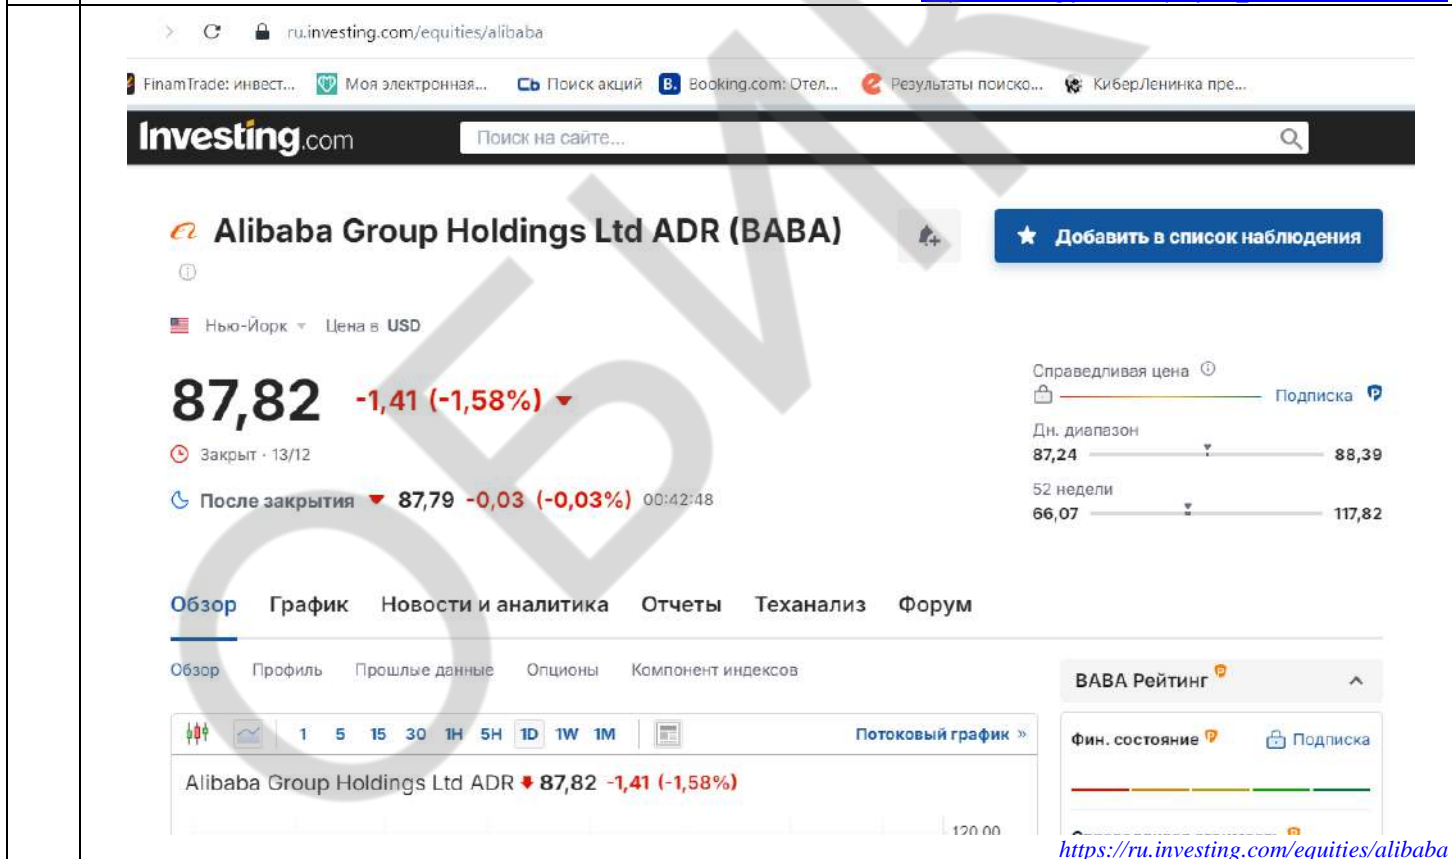 ru.investing.com/equities/alibaba
FinamTrade: инвест... Моя электронная... Сь Поиск акций B. Booking.com: Отел... Результаты поиско... КиберЛенинка пре...
Investing.com Поиск на сайте...
Alibaba Group Holdings Ltd ADR (BABA) Добавить в список наблюдения
Нью-Йорк Цена в USD
87,82 -1,41 (-1,58%)
Справедливая цена
Подписка
Закрыт · 13/12
Дн. диапазон
87,24 88,39
После закрытия 87,79 -0,03 (-0,03%) 00:42:48
52 недели
66,07 117,82
Обзор График Новости и аналитика Отчеты Теханализ Форум
Обзор Профиль Прошлые данные Опционы Компонент индексов
BABA Рейтинг
1 5 15 30 1H 5H 1D 1W 1M Потоковый график »
Фин. состояние Подписка
Alibaba Group Holdings Ltd ADR 87,82 -1,41 (-1,58%)
120,00
https://ru.investing.com/equities/alibaba
ОБИК